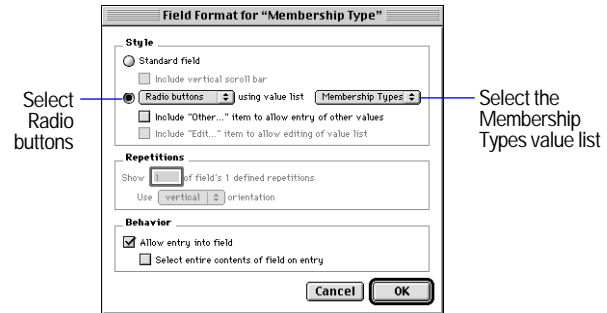 Field Format for “Membership Type”
Style
Standard field
Include vertical scroll bar
Select Radio buttons
Radio buttons using value list Membership Types
Select the Membership Types value list
Include "Other..." item to allow entry of other values
Include "Edit..." item to allow editing of value list
Repetitions
Show 1 of field's 1 defined repetitions
Use vertical orientation
Behavior
Allow entry into field
Select entire contents of field on entry
Cancel OK